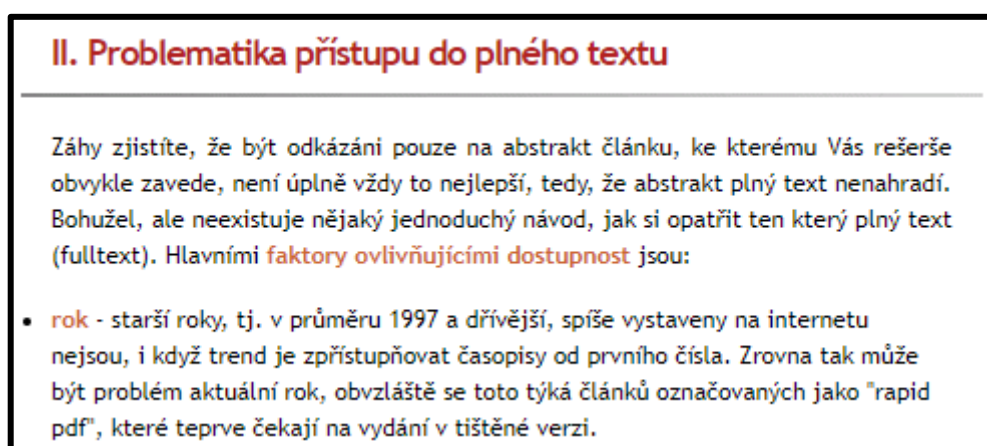 II. Problematika přístupu do plného textu
Záhy zjistíte, že být odkázáni pouze na abstrakt článku, ke kterému Vás rešerše
obvykle zavede, není úplně vždy to nejlepší, tedy, že abstrakt plný text nenahradí.
Bohužel, ale neexistuje nějaký jednoduchý návod, jak si opatřit ten který plný text
(fulltext). Hlavními faktory ovlivňujícími dostupnost jsou:
• rok - starší roky, tj. v průměru 1997 a dřívější, spíše vystaveny na internetu
nejsou, i když trend je zpřístupňovat časopisy od prvního čísla. Zrovna tak může
být problém aktuální rok, obvzláště se toto týká článků označovaných jako "rapid
pdf", které teprve čekají na vydání v tištěné verzi.